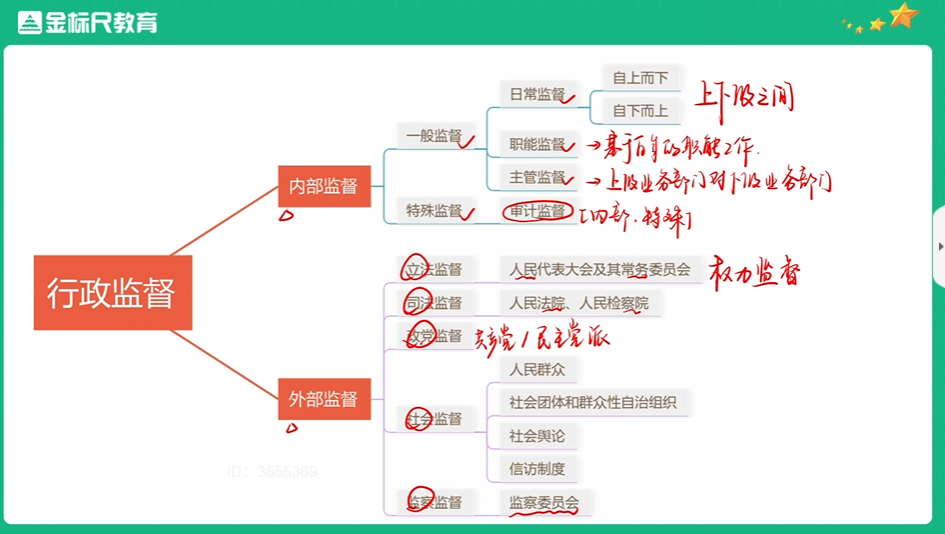 金标尺教育
自上而下
日常监督
自下而上
上下级之间
一般监督
职能监督
→基于自身的职能工作.
主管监督
→上级业务部门对下级业务部门
内部监督
特殊监督
审计监督
[内部.特殊]
立法监督
人民代表大会及其常务委员会
权力监督
行政监督
司法监督
人民法院、人民检察院
政党监督
共产党/民主党派
人民群众
外部监督
社会团体和群众性自治组织
社会监督
社会舆论
信访制度
ID: 3555369
监察监督
监察委员会